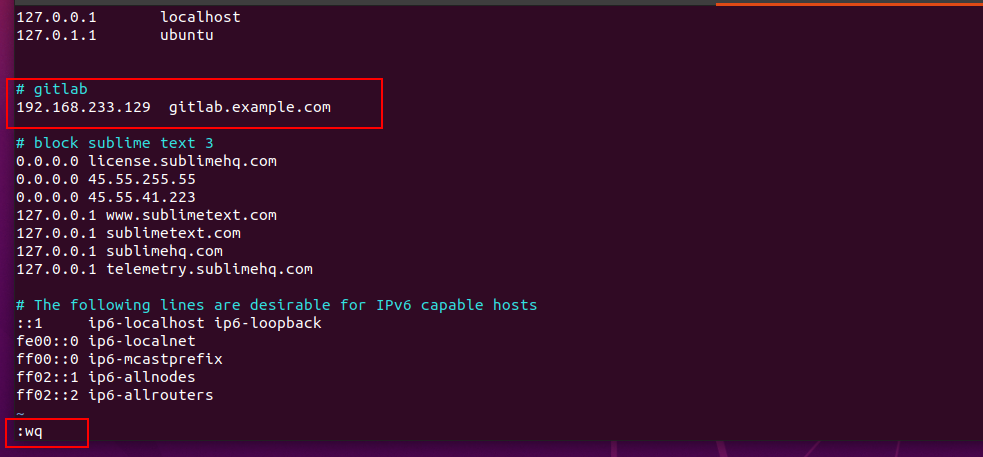 127.0.0.1       localhost
127.0.1.1       ubuntu
# gitlab
192.168.233.129  gitlab.example.com
# block sublime text 3
0.0.0.0 license.sublimehq.com
0.0.0.0 45.55.255.55
0.0.0.0 45.55.41.223
127.0.0.1 www.sublimetext.com
127.0.0.1 sublimetext.com
127.0.0.1 sublimehq.com
127.0.0.1 telemetry.sublimehq.com
# The following lines are desirable for IPv6 capable hosts
::1     ip6-localhost ip6-loopback
fe00::0 ip6-localnet
ff00::0 ip6-mcastprefix
ff02::1 ip6-allnodes
ff02::2 ip6-allrouters
~
:wq